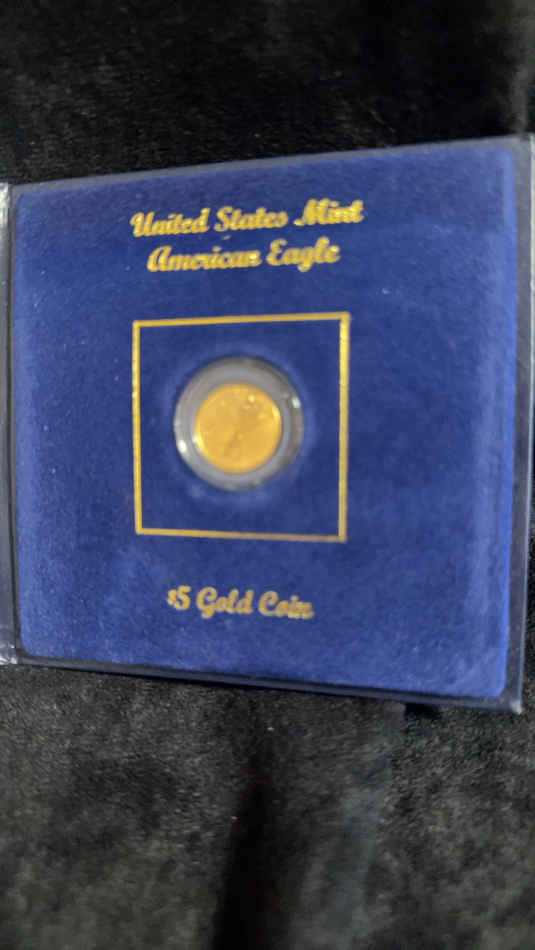 United States Mint
American Eagle
$5 Gold Coin